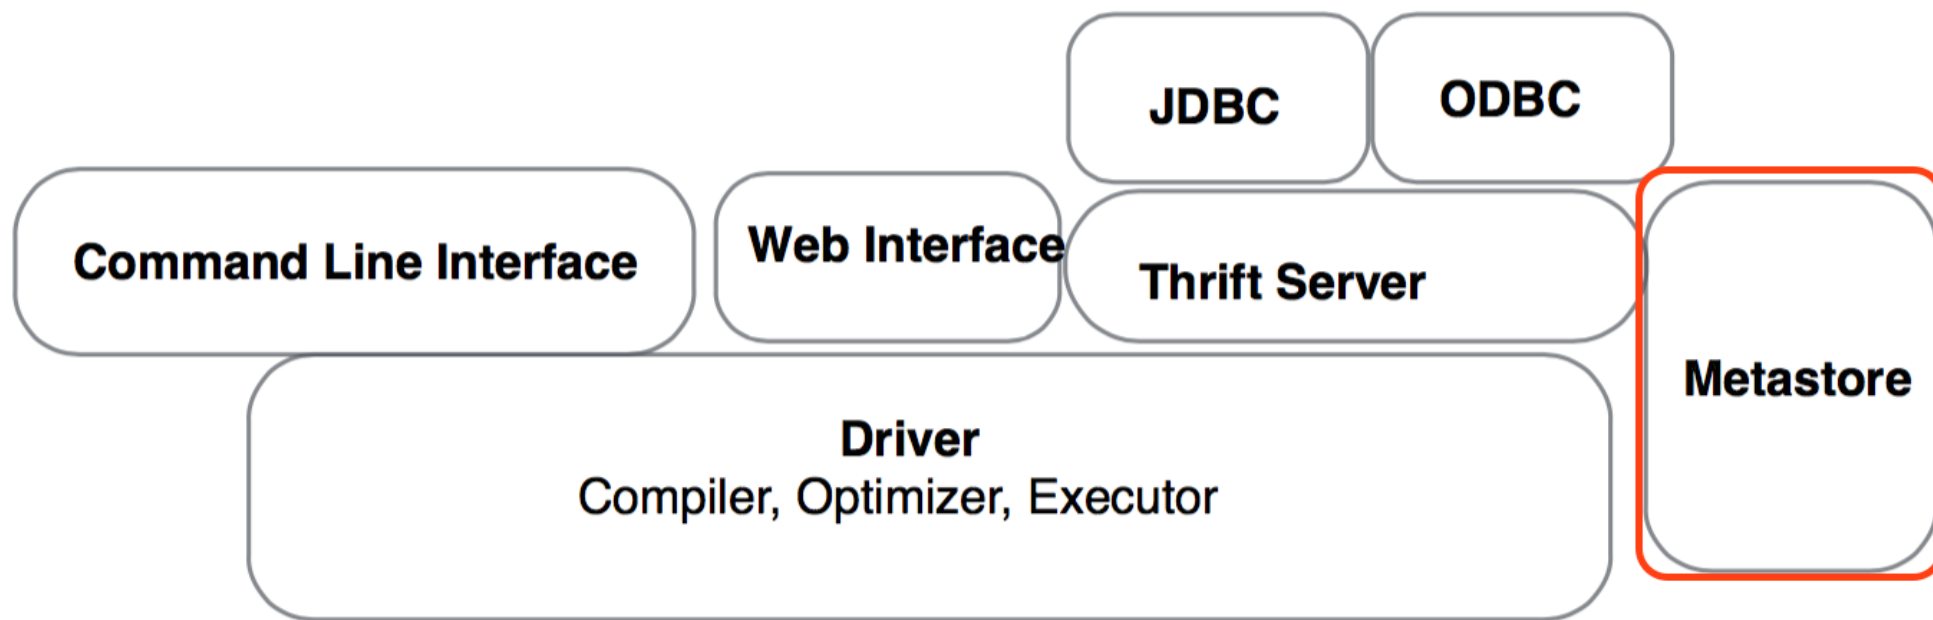 JDBC
ODBC
Command Line Interface
Web Interface
Thrift Server
Metastore
Driver
Compiler, Optimizer, Executor